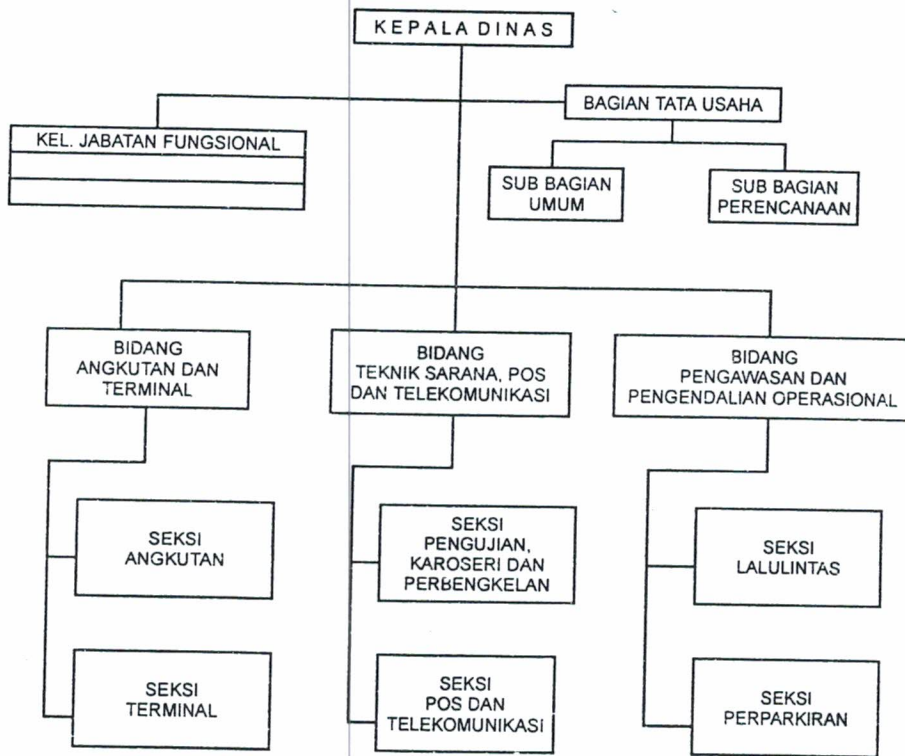 KEPALA DINAS
BAGIAN TATA USAHA
KEL. JABATAN FUNGSIONAL
SUB BAGIAN
UMUM
SUB BAGIAN
PERENCANAAN
BIDANG
ANGKUTAN DAN
TERMINAL
BIDANG
TEKNIK SARANA, POS
DAN TELEKOMUNIKASI
BIDANG
PENGAWASAN DAN
PENGENDALIAN OPERASIONAL
SEKSI
ANGKUTAN
SEKSI
PENGUJIAN,
KAROSERI DAN
PERBENGKELAN
SEKSI
LALULINTAS
SEKSI
TERMINAL
SEKSI
POS DAN
TELEKOMUNIKASI
SEKSI
PERPARKIRAN